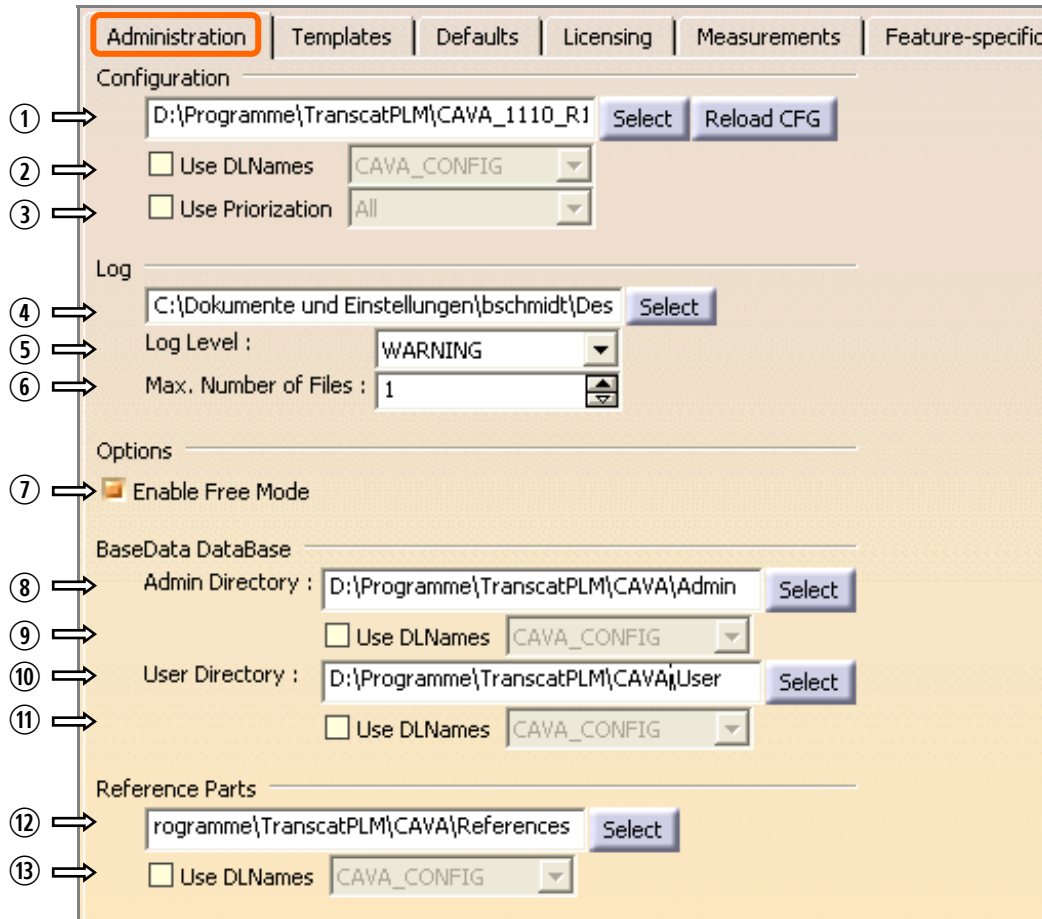 Administration Templates Defaults Licensing Measurements Feature-specific
Configuration
① D:\Programme\TranscatPLM\CAVA_1110_R1 Select Reload CFG
② Use DLNames CAVA_CONFIG
③ Use Priorization All
Log
④ C:\Dokumente und Einstellungen\bschmidt\Des Select
⑤ Log Level : WARNING
⑥ Max. Number of Files : 1
Options
⑦ Enable Free Mode
BaseData DataBase
⑧ Admin Directory : D:\Programme\TranscatPLM\CAVA\Admin Select
⑨ Use DLNames CAVA_CONFIG
⑩ User Directory : D:\Programme\TranscatPLM\CAVA\User Select
⑪ Use DLNames CAVA_CONFIG
Reference Parts
⑫ rogramme\TranscatPLM\CAVA\References Select
⑬ Use DLNames CAVA_CONFIG